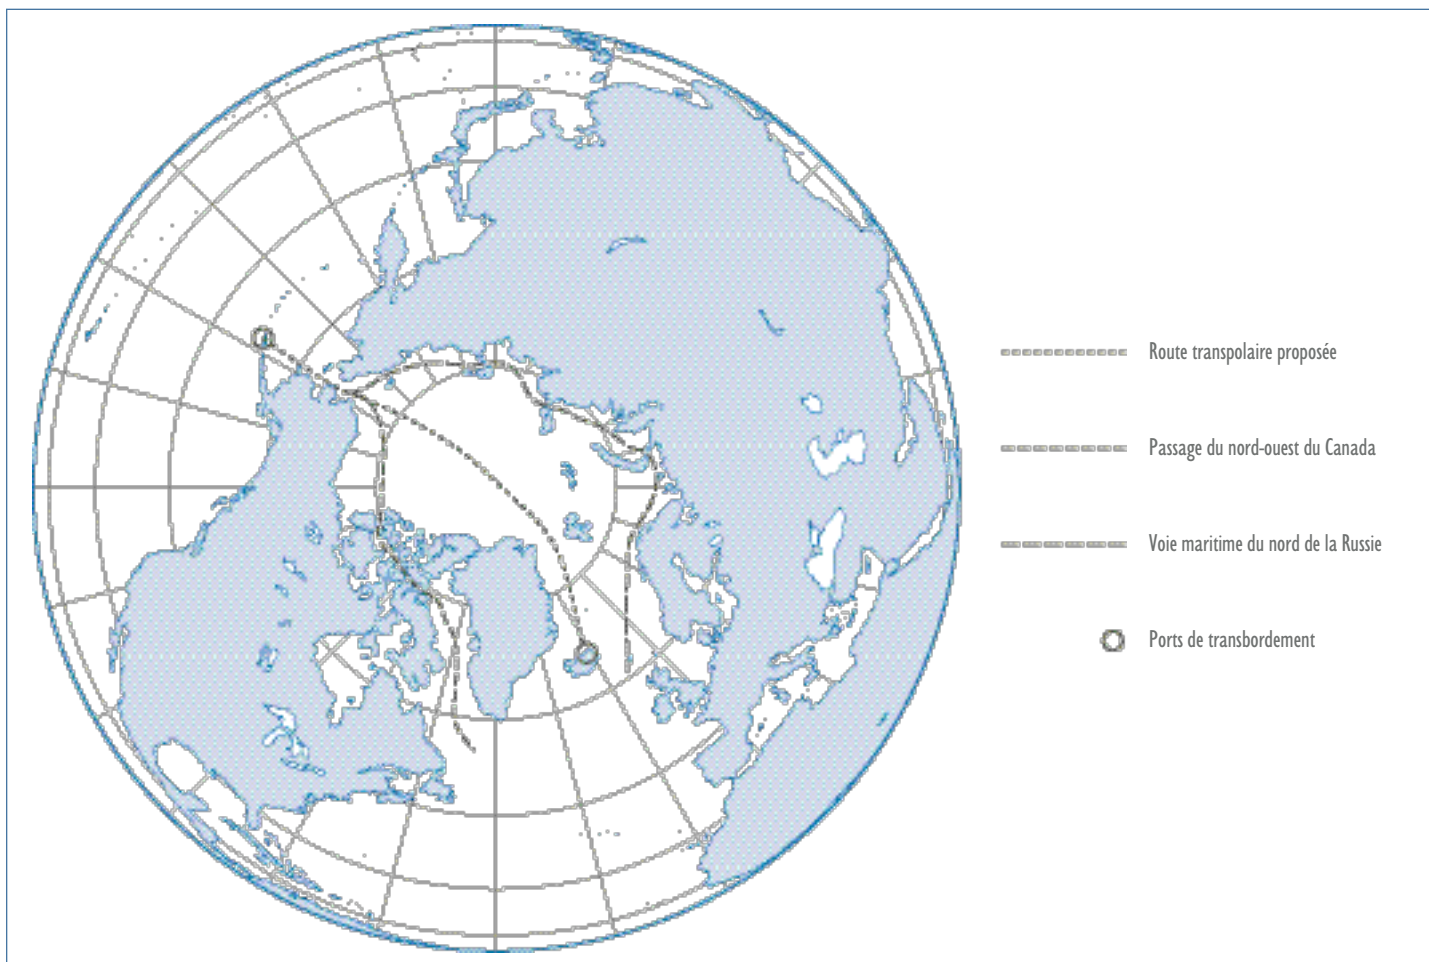 Route transpolaire proposée
Passage du nord-ouest du Canada
Voie maritime du nord de la Russie
Ports de transbordement